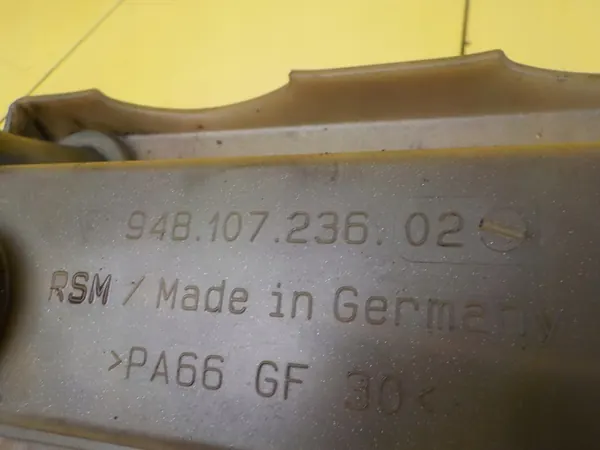 948.107.236.02
RSM / Made in Germany
>PA66 GF 30<